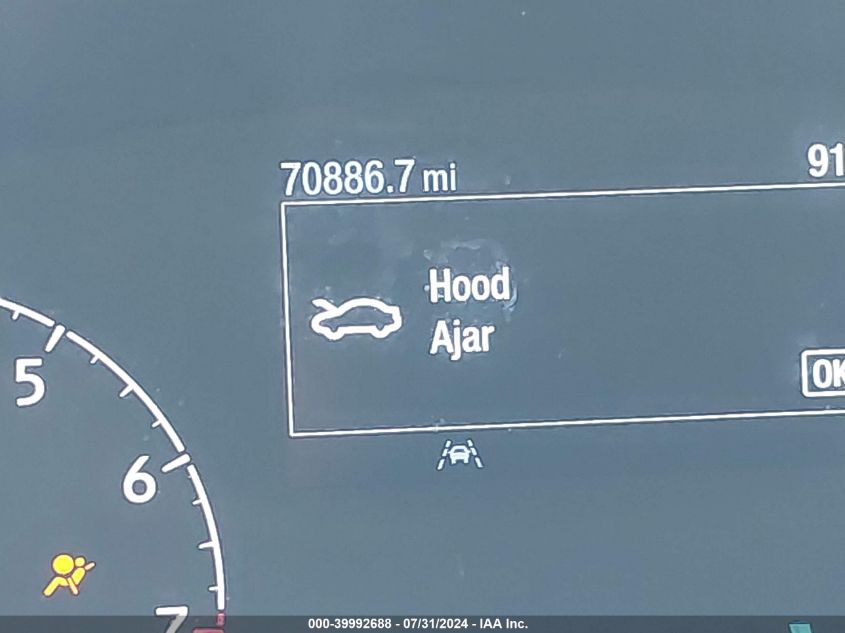 70886.7 mi
91
Hood
Ajar
OK
5
6
7
000-39992688 - 07/31/2024 - IAA Inc.